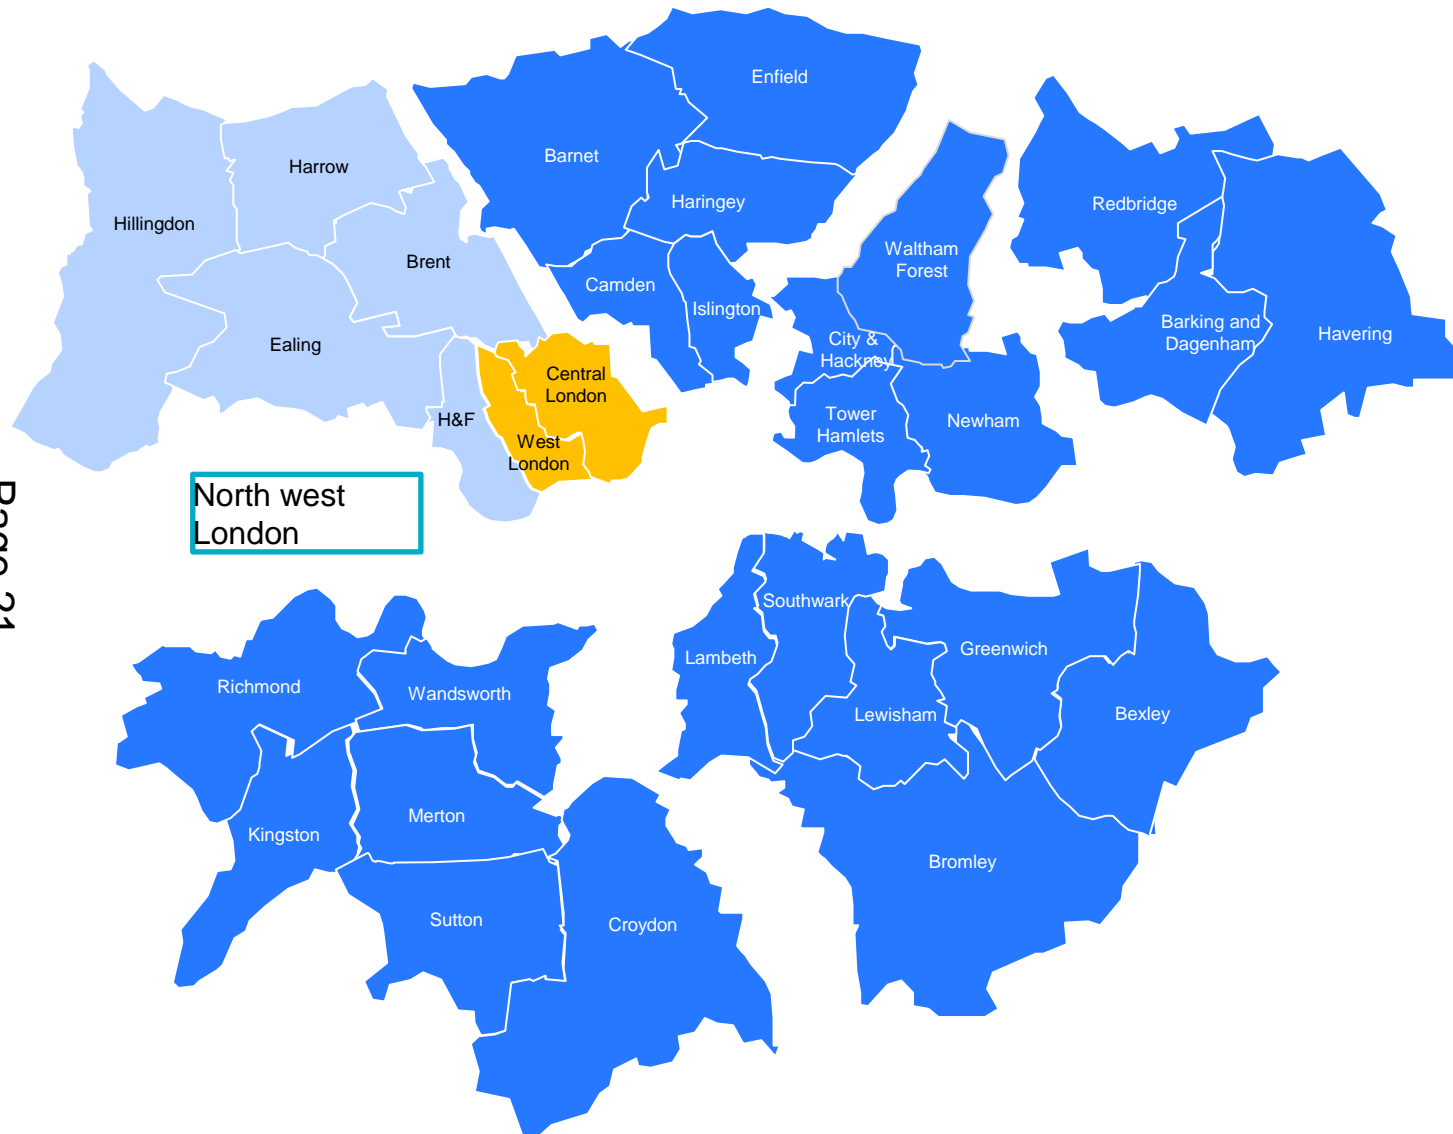 Enfield
Barnet
Harrow
Haringey
Redbridge
Hillingdon
Waltham
Forest
Brent
Camden
Islington
Barking and
Dagenham
Havering
Ealing
City &
Hackney
Central
London
H&F
Tower
Hamlets
Newham
West
London
North west
London
Page 21
Southwark
Greenwich
Lambeth
Richmond
Wandsworth
Lewisham
Bexley
Merton
Kingston
Bromley
Sutton
Croydon